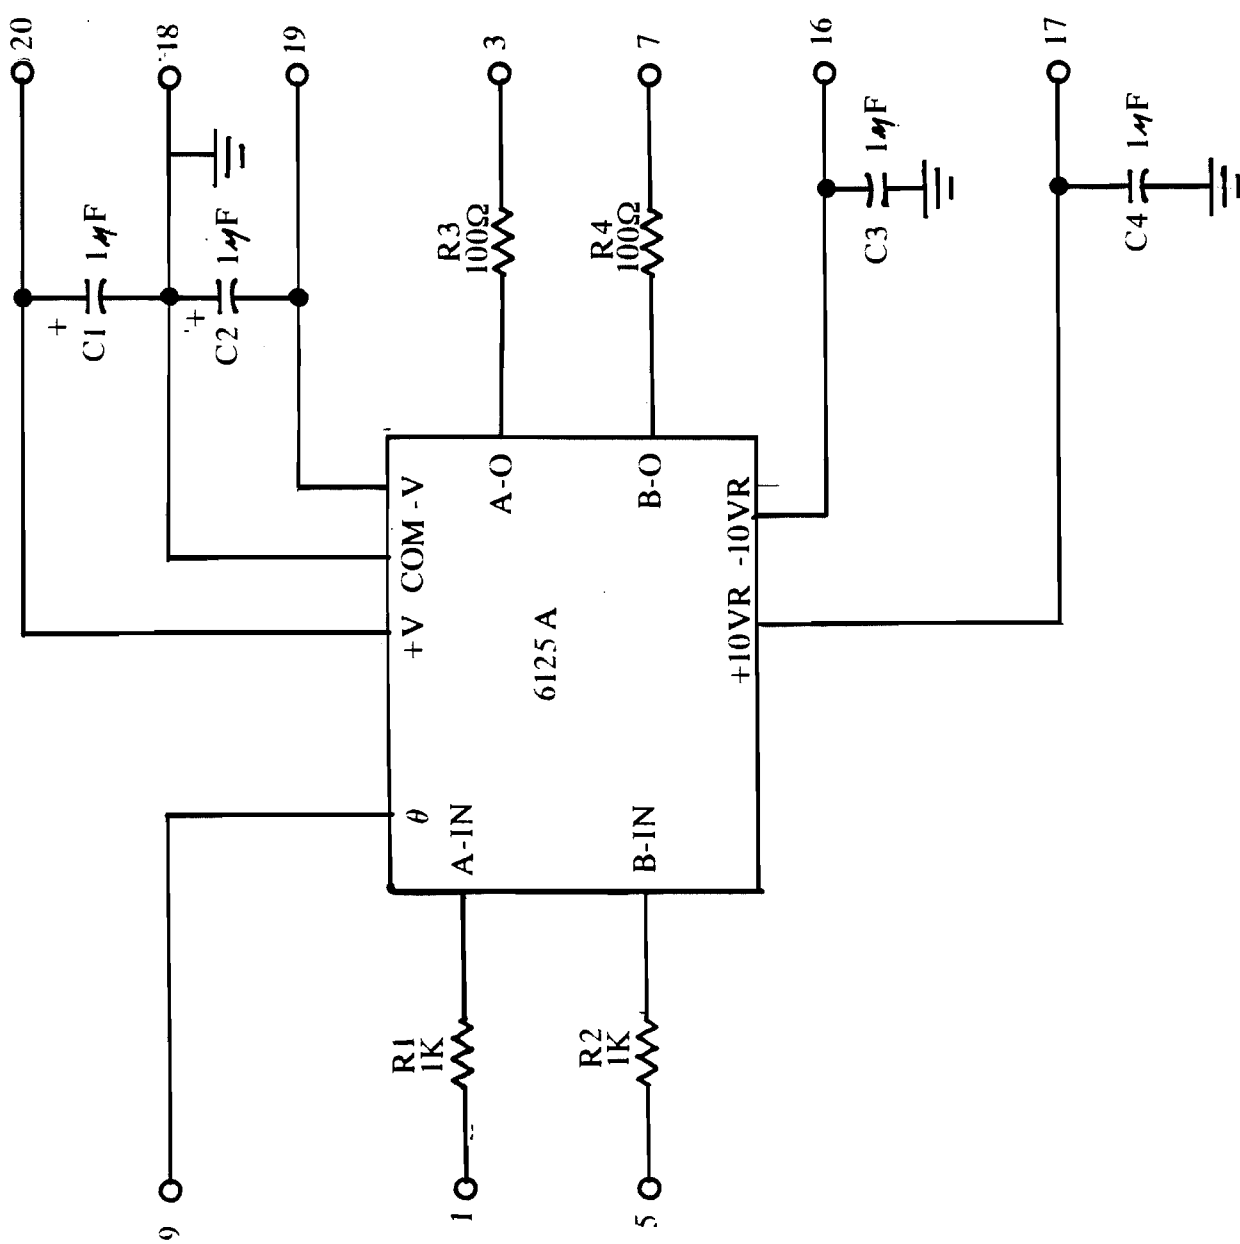 20
+
C1 1μF
9 18
+
C2 1μF
19
θ +V COM -V
R1
1K
R3
100Ω
1 A-IN A-O 3
6125A
R2
1K
R4
100Ω
5 B-IN B-O 7
+10VR -10VR
16
C3 1μF
17
C4 1μF